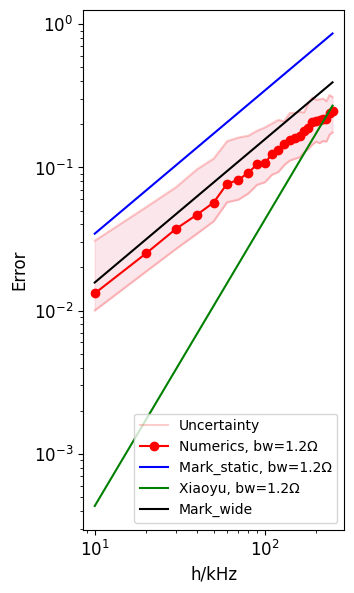 10⁰
10⁻¹
10⁻²
10⁻³
Error
Uncertainty
Numerics, bw=1.2Ω
Mark_static, bw=1.2Ω
Xiaoyu, bw=1.2Ω
Mark_wide
10¹
10²
h/kHz